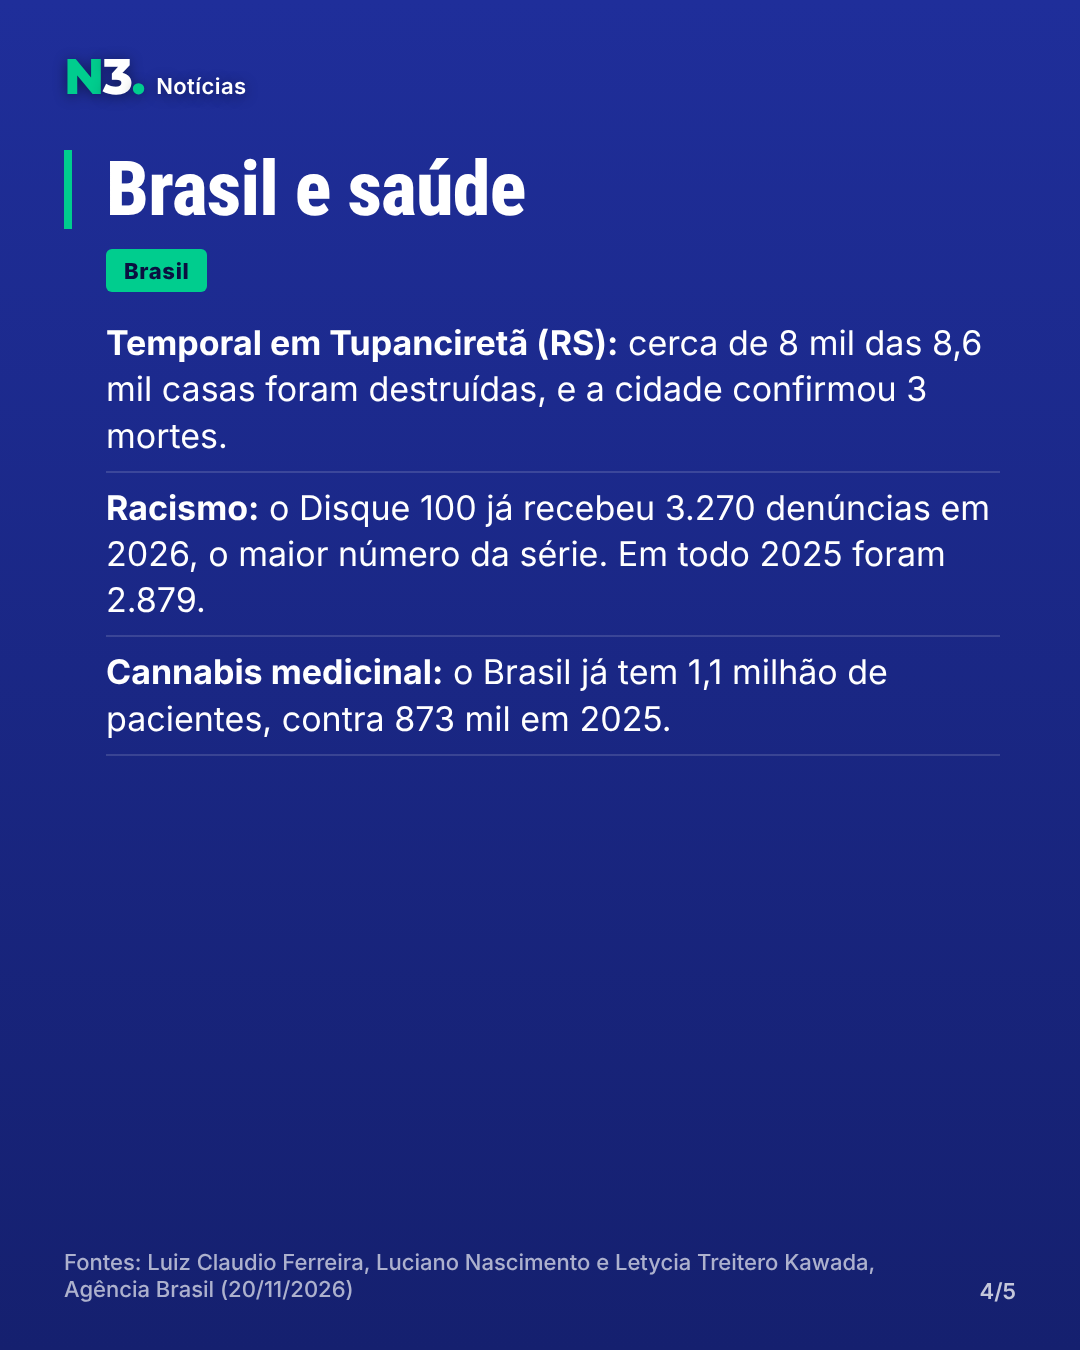 N3. Notícias
Brasil e saúde
Brasil
Temporal em Tupanciretã (RS): cerca de 8 mil das 8,6
mil casas foram destruídas, e a cidade confirmou 3
mortes.
Racismo: o Disque 100 já recebeu 3.270 denúncias em
2026, o maior número da série. Em todo 2025 foram
2.879.
Cannabis medicinal: o Brasil já tem 1,1 milhão de
pacientes, contra 873 mil em 2025.
Fontes: Luiz Claudio Ferreira, Luciano Nascimento e Letycia Treitero Kawada,
Agência Brasil (20/11/2026)
4/5